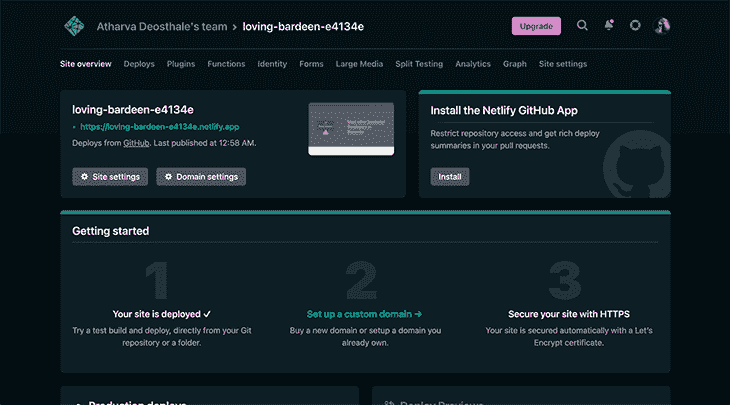 Atharva Deosthale's team > loving-bardeen-e4134e
Upgrade
Site overview Deploys Plugins Functions Identity Forms Large Media Split Testing Analytics Graph Site settings
loving-bardeen-e4134e
https://loving-bardeen-e4134e.netlify.app
Deploys from GitHub. Last published at 12:58 AM.
Site settings Domain settings
Install the Netlify GitHub App
Restrict repository access and get rich deploy
summaries in your pull requests.
Install
Getting started
1
Your site is deployed ✓
Try a test build and deploy, directly from your Git
repository or a folder.
2
Set up a custom domain →
Buy a new domain or setup a domain you
already own.
3
Secure your site with HTTPS
Your site is secured automatically with a Let's
Encrypt certificate.
Production deploys
Deploy Previews